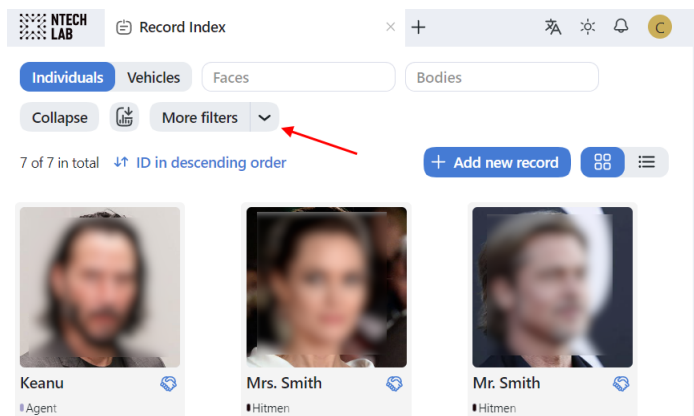 NTECH
LAB
Record Index
C
Individuals
Vehicles
Faces
Bodies
Collapse
More filters
7 of 7 in total
ID in descending order
Add new record
Keanu
Mrs. Smith
Mr. Smith
Agent
Hitmen
Hitmen